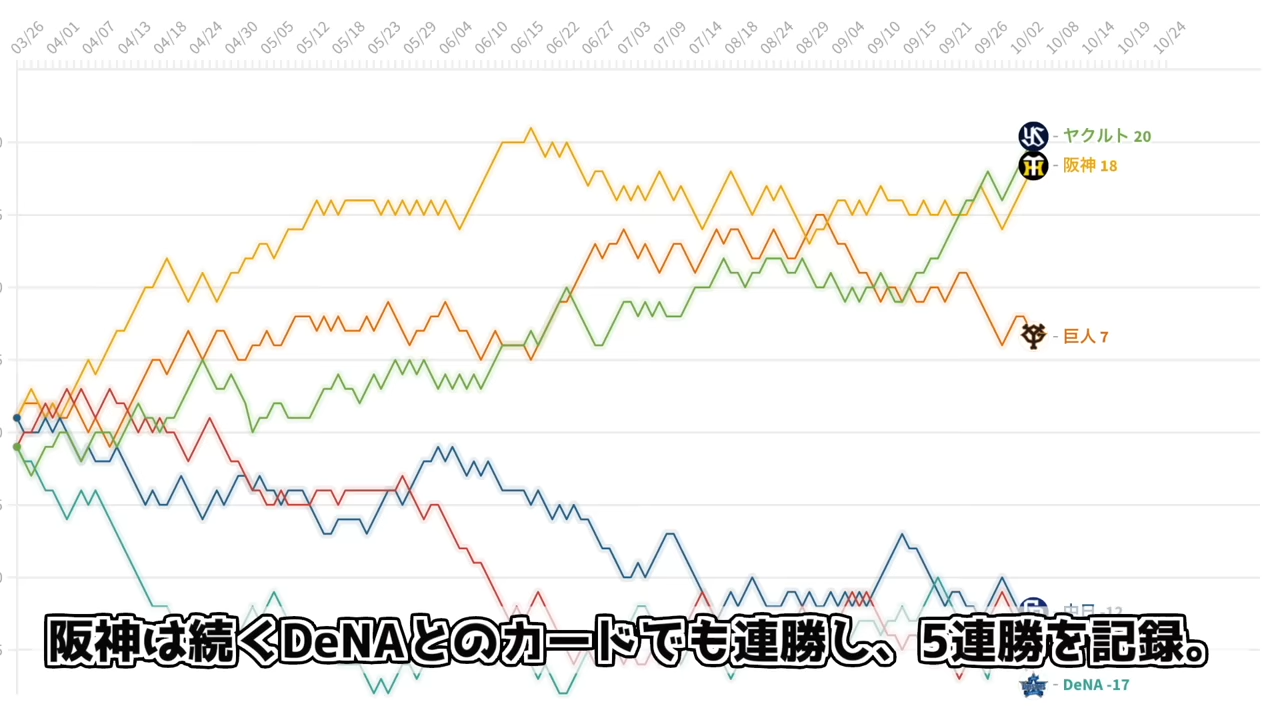 03/26 04/01 04/07 04/13 04/18 04/24 04/30 05/05 05/12 05/18 05/23 05/29 06/04 06/10 06/15 06/22 06/27 07/03 07/09 07/14 08/18 08/24 08/29 09/04 09/10 09/15 09/21 09/26 10/02 10/08 10/14 10/19 10/24
- ヤクルト 20
- 阪神 18
- 巨人 7
- 中日 -12
阪神は続くDeNAとのカードでも連勝し、5連勝を記録。
- DeNA -17